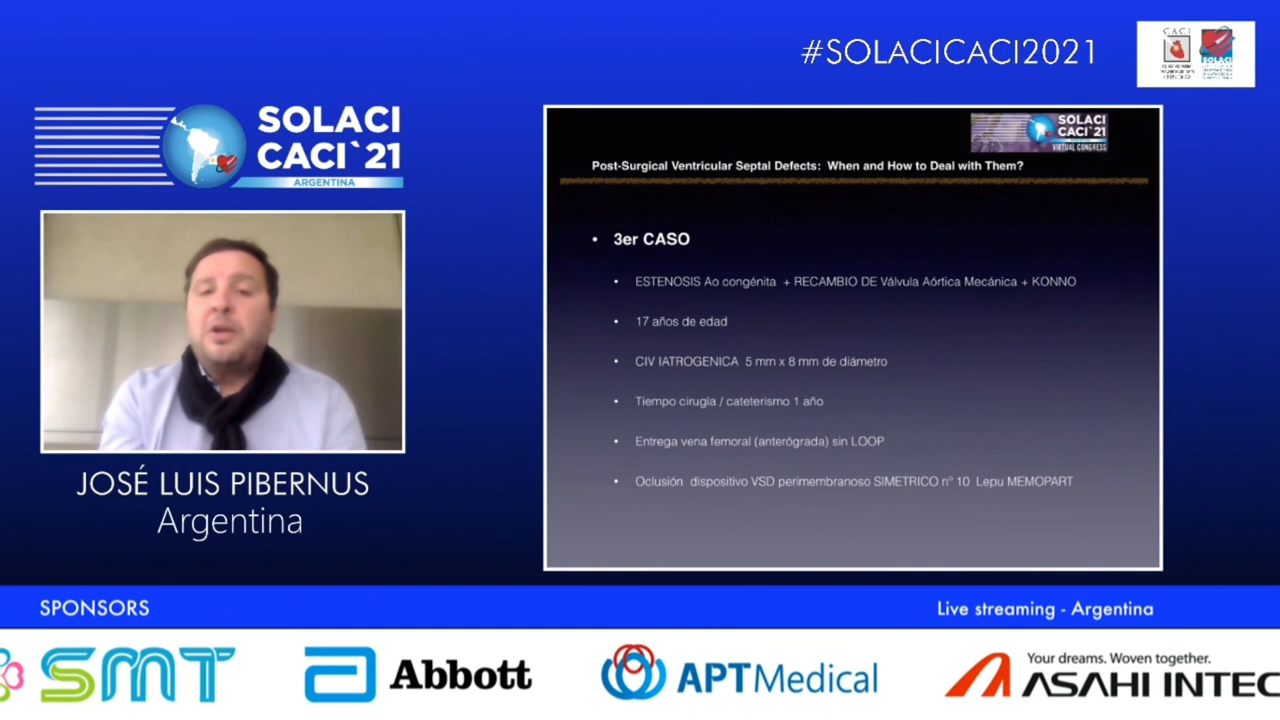 #SOLACICACI2021
CACI
SOLACI
SOLACI
CACI`21
ARGENTINA
SOLACI
CACI`21
VIRTUAL CONGRESS
Post-Surgical Ventricular Septal Defects: When and How to Deal with Them?
• 3er CASO
• ESTENOSIS Ao congénita + RECAMBIO DE Válvula Aórtica Mecánica + KONNO
• 17 años de edad
• CIV IATROGENICA 5 mm x 8 mm de diámetro
• Tiempo cirugía / cateterismo 1 año
• Entrega vena femoral (anterógrada) sin LOOP
• Oclusión dispositivo VSD perimembranoso SIMETRICO nº 10 Lepu MEMOPART
JOSÉ LUIS PIBERNUS
Argentina
SPONSORS
Live streaming - Argentina
SMT
Abbott
APTMedical
Your dreams. Woven together.
ASAHI INTEC